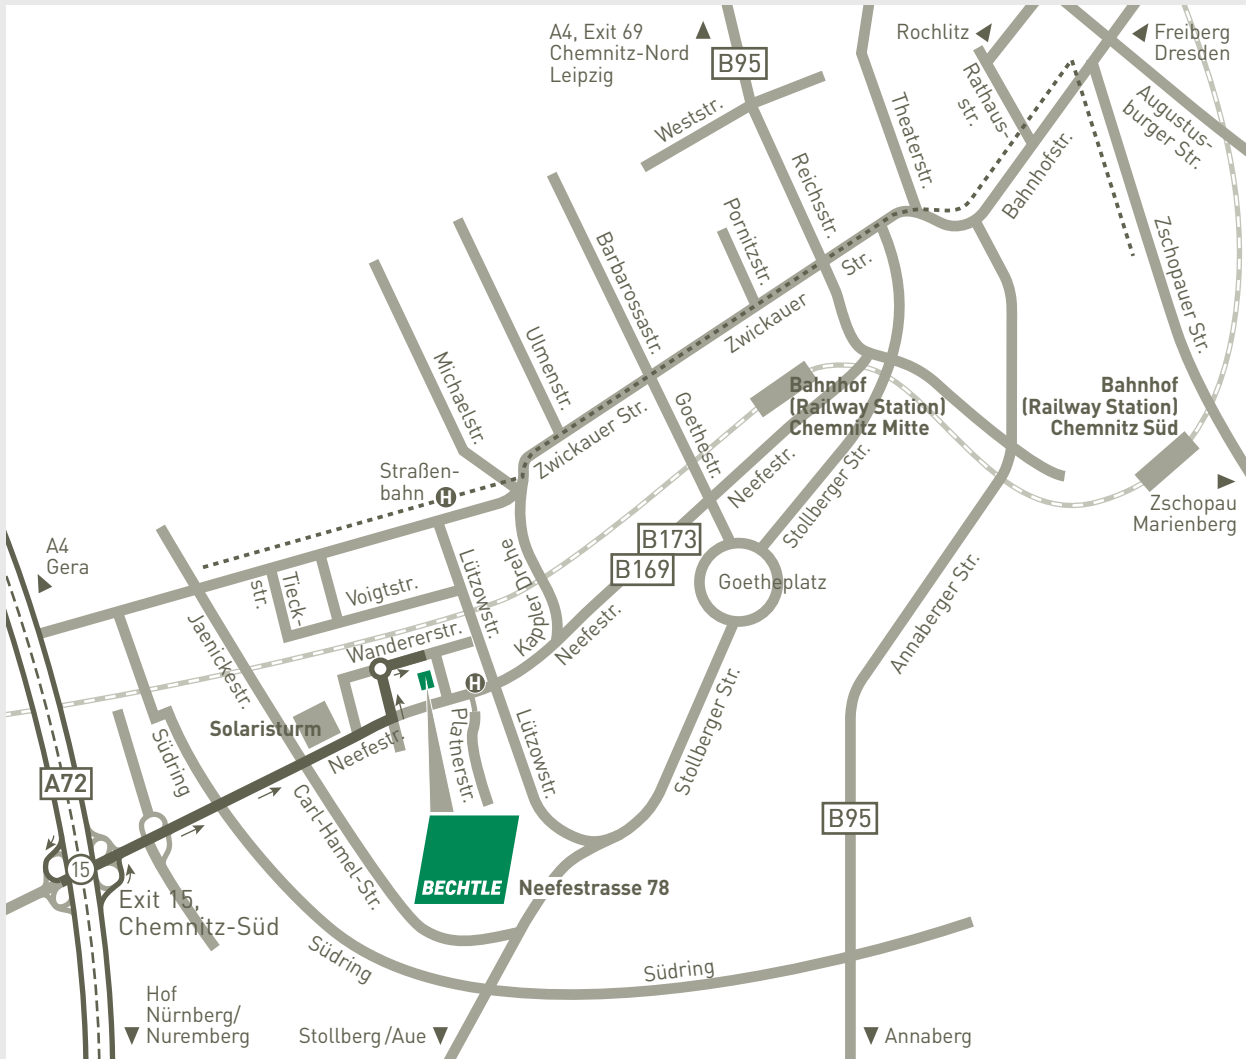 A4, Exit 69
Chemnitz-Nord
Leipzig
B95
Rochlitz
Freiberg
Dresden
Weststr.
Theaterstr.
Rathaus-
str.
Augustus-
burger Str.
Reichsstr.
Bahnhofstr.
Pornitzstr.
Barbarossastr.
Zschopauer Str.
Zwickauer
Str.
Ulmenstr.
Michaelstr.
Bahnhof
(Railway Station)
Chemnitz Mitte
Bahnhof
(Railway Station)
Chemnitz Süd
Goethestr.
Zwickauer Str.
Neefestr.
Stollberger Str.
Straßen-
bahn
H
Zschopau
Marienberg
A4
Gera
B173
B169
Goetheplatz
Kappler Drehe
Lützowstr.
Tieck-
str.
Voigtstr.
Jaenickestr.
Wandererstr.
Neefestr.
Annaberger Str.
H
Solaristurm
Neefestr.
Platnerstr.
Lützowstr.
Stollberger Str.
Südring
A72
Carl-Hamel-Str.
B95
15
BECHTLE
Neefestrasse 78
Exit 15,
Chemnitz-Süd
Südring
Südring
Hof
Nürnberg/
Nuremberg
Stollberg/Aue
Annaberg